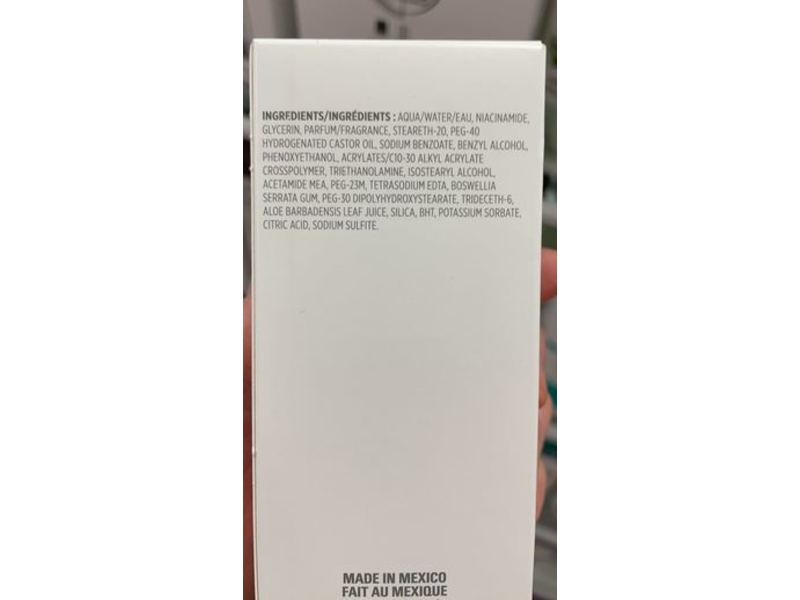 INGREDIENTS/INGRÉDIENTS : AQUA/WATER/EAU, NIACINAMIDE,
GLYCERIN, PARFUM/FRAGRANCE, STEARETH-20, PEG-40
HYDROGENATED CASTOR OIL, SODIUM BENZOATE, BENZYL ALCOHOL,
PHENOXYETHANOL, ACRYLATES/C10-30 ALKYL ACRYLATE
CROSSPOLYMER, TRIETHANOLAMINE, ISOSTEARYL ALCOHOL,
ACETAMIDE MEA, PEG-23M, TETRASODIUM EDTA, BOSWELLIA
SERRATA GUM, PEG-30 DIPOLYHYDROXYSTEARATE, TRIDECETH-6,
ALOE BARBADENSIS LEAF JUICE, SILICA, BHT, POTASSIUM SORBATE,
CITRIC ACID, SODIUM SULFITE.
MADE IN MEXICO
FAIT AU MEXIQUE